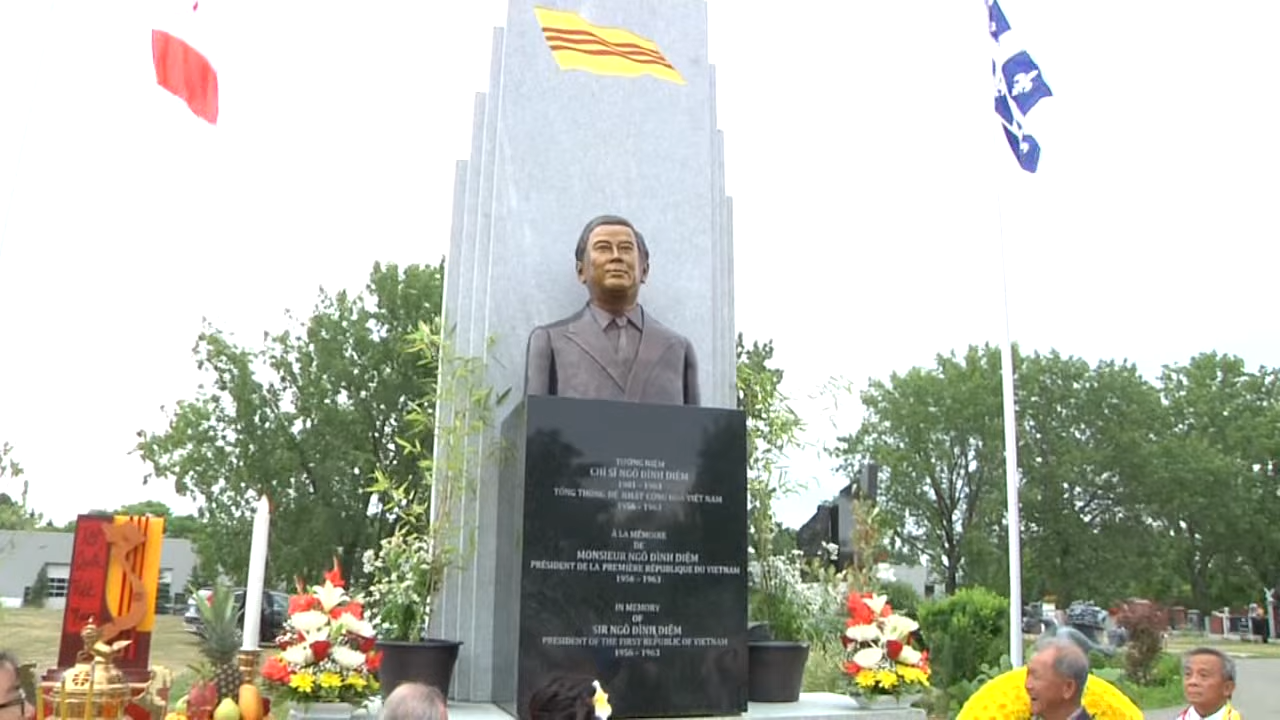 TƯỞNG NIỆM
CHÍ SĨ NGÔ ĐÌNH DIỆM
1901 - 1963
TỔNG THỐNG ĐỆ NHẤT CỘNG HÒA VIỆT NAM
1956 - 1963
À LA MÉMOIRE
DE
MONSIEUR NGÔ ĐÌNH DIỆM
PRÉSIDENT DE LA PREMIÈRE RÉPUBLIQUE DU VIETNAM
1956 - 1963
IN MEMORY
OF
SIR NGÔ ĐÌNH DIỆM
PRESIDENT OF THE FIRST REPUBLIC OF VIETNAM
1956 - 1963